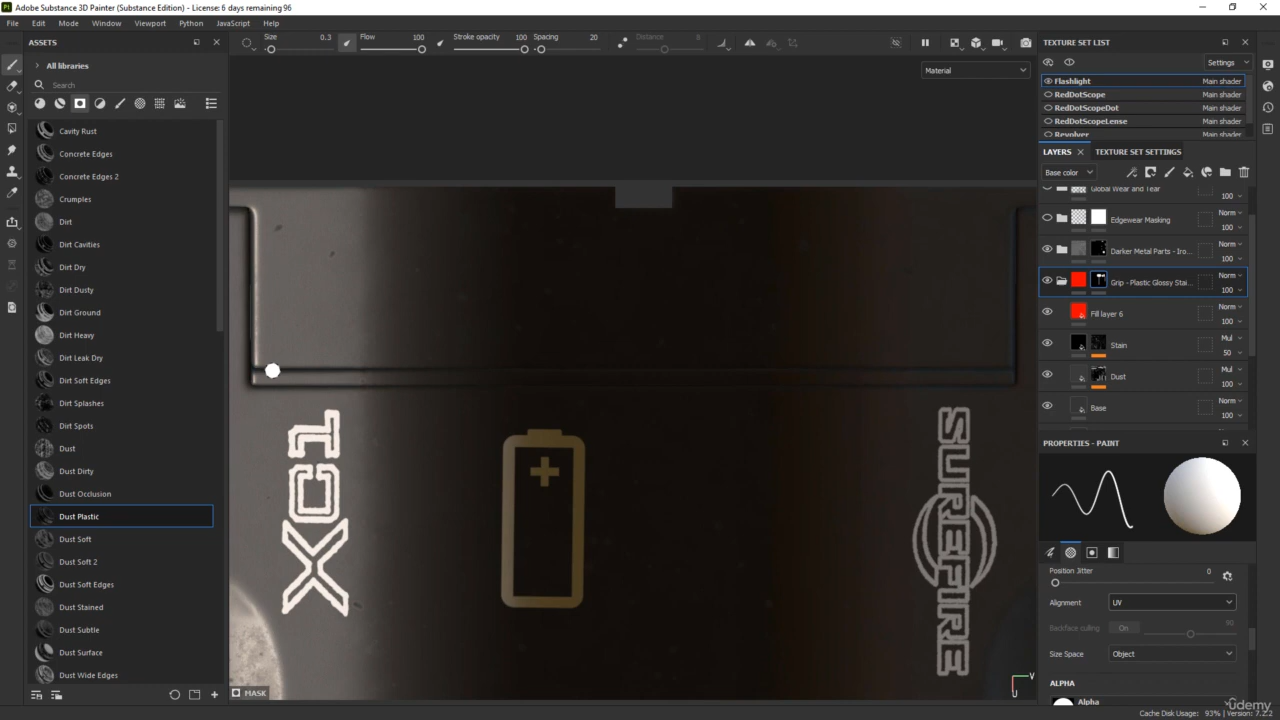 Adobe Substance 3D Painter (Substance Edition) - License: 6 days remaining 96
File Edit Mode Window Viewport Python JavaScript Help
Size 0.3 Flow 100 Stroke opacity 100 Spacing 20 Distance 8
ASSETS
All libraries
Search
Cavity Rust
Concrete Edges
Concrete Edges 2
Crumples
Dirt
Dirt Cavities
Dirt Dry
Dirt Dusty
Dirt Ground
Dirt Heavy
Dirt Leak Dry
Dirt Soft Edges
Dirt Splashes
Dirt Spots
Dust
Dust Dirty
Dust Occlusion
Dust Plastic
Dust Soft
Dust Soft 2
Dust Soft Edges
Dust Stained
Dust Subtle
Dust Surface
Dust Wide Edges
Material
XC1
SUREFIRE
MASK
V
U
TEXTURE SET LIST
Settings
Flashlight Main shader
RedDotScope Main shader
RedDotScopeDot Main shader
RedDotScopeLense Main shader
Revolver Main shader
LAYERS TEXTURE SET SETTINGS
Base color
Global Wear and Tear
100
Edgewear Masking Norm
100
Darker Metal Parts - Iro... Norm
100
Grip - Plastic Glossy Stai... Norm
100
Fill layer 6 Norm
100
Stain Mul
50
Dust Mul
100
Base Norm
100
PROPERTIES - PAINT
Position Jitter 0
Alignment UV
Backface culling On 90
Size Space Object
ALPHA
Alpha
ûdemy
Cache Disk Usage: 93% | Version: 7.2.2